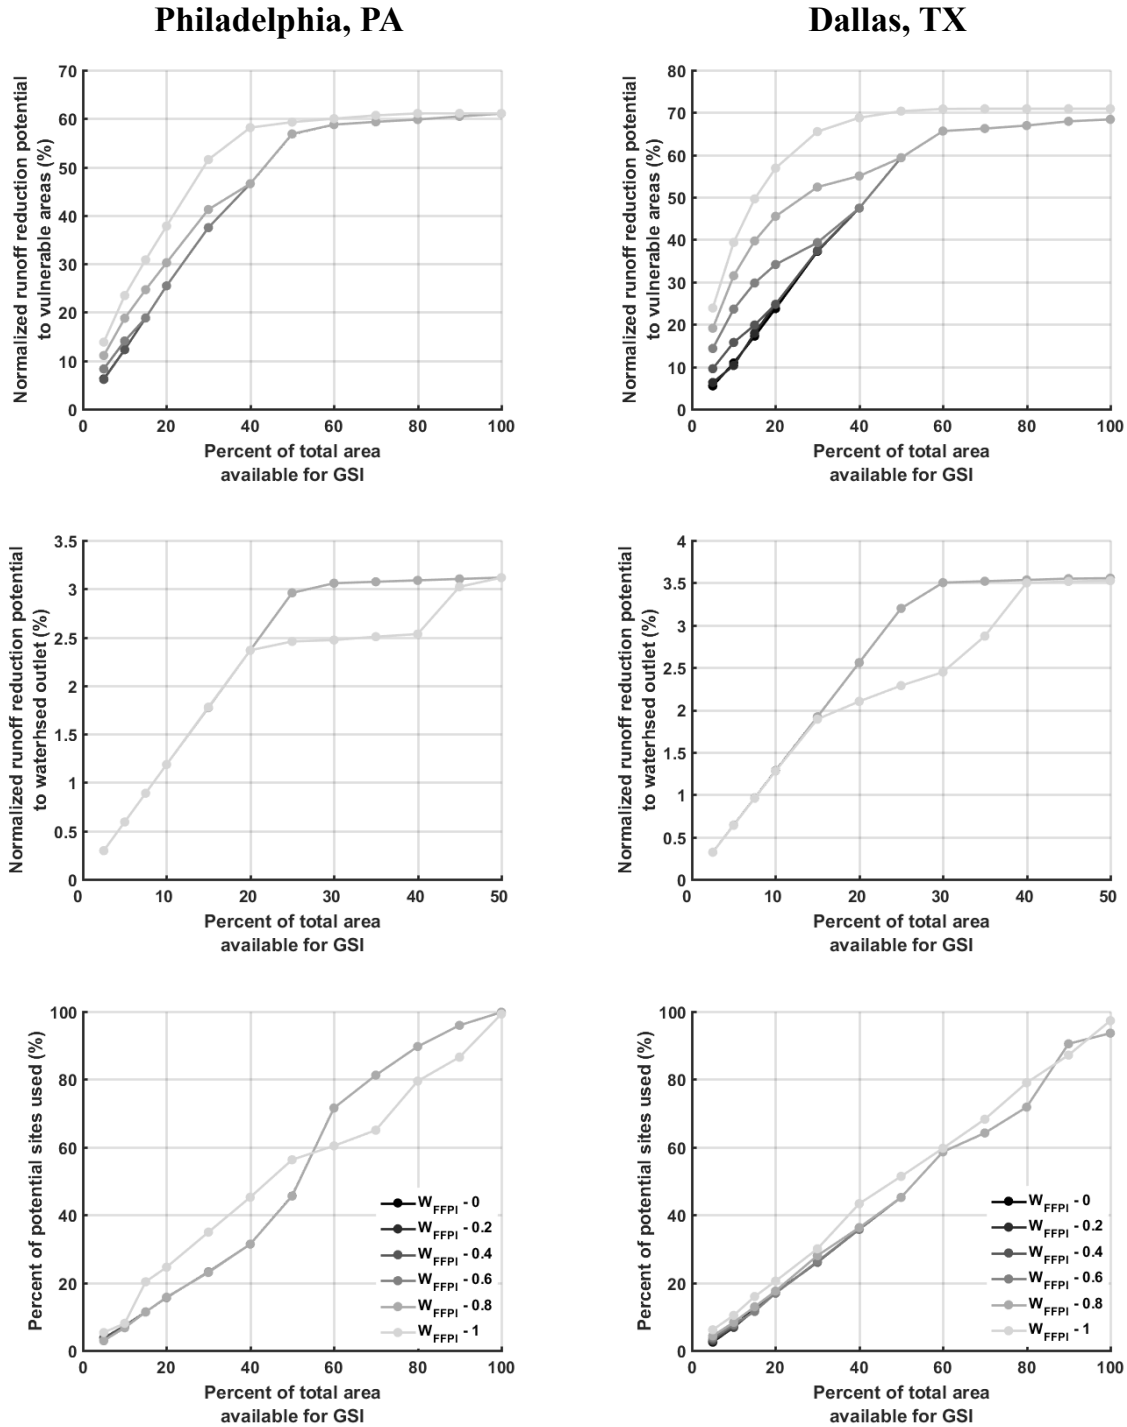 Philadelphia, PA
Dallas, TX
70
60
50
40
30
20
10
0
0 20 40 60 80 100
Normalized runoff reduction potential
to vulnerable areas (%)
Percent of total area
available for GSI
80
70
60
50
40
30
20
10
0
0 20 40 60 80 100
Normalized runoff reduction potential
to vulnerable areas (%)
Percent of total area
available for GSI
3.5
3
2.5
2
1.5
1
0.5
0
0 10 20 30 40 50
Normalized runoff reduction potential
to waterhsed outlet (%)
Percent of total area
available for GSI
4
3.5
3
2.5
2
1.5
1
0.5
0
0 10 20 30 40 50
Normalized runoff reduction potential
to waterhsed outlet (%)
Percent of total area
available for GSI
100
80
60
40
20
0
0 20 40 60 80 100
Percent of potential sites used (%)
Percent of total area
available for GSI
W FFPI - 0
W FFPI - 0.2
W FFPI - 0.4
W FFPI - 0.6
W FFPI - 0.8
W FFPI - 1
100
80
60
40
20
0
0 20 40 60 80 100
Percent of potential sites used (%)
Percent of total area
available for GSI
W FFPI - 0
W FFPI - 0.2
W FFPI - 0.4
W FFPI - 0.6
W FFPI - 0.8
W FFPI - 1